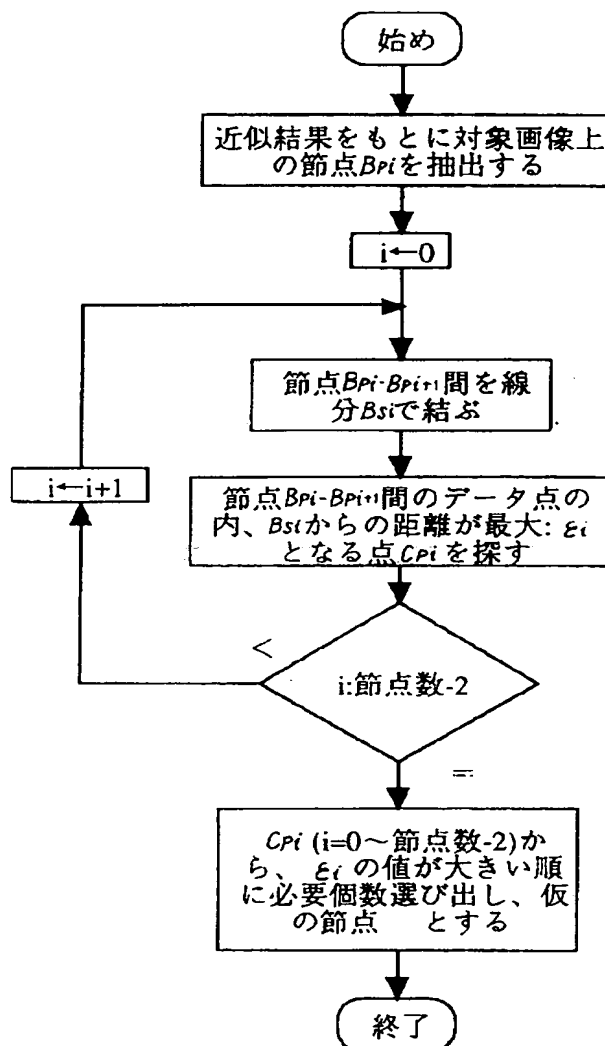 始め
近似結果をもとに対象画像上
の節点Bpiを抽出する
i←0
節点Bpi-Bpi+1間を線
分Bsiで結ぶ
i←i+1
節点Bpi-Bpi+1間のデータ点の
内、Bsiからの距離が最大: εi
となる点Cpiを探す
<
i:節点数-2
=
Cpi (i=0～節点数-2)か
ら、 εi の値が大きい順
に必要個数選び出し、仮
の節点　　とする
終了